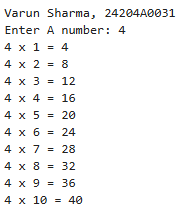 Varun Sharma, 24204A0031
Enter A number: 4
4 x 1 = 4
4 x 2 = 8
4 x 3 = 12
4 x 4 = 16
4 x 5 = 20
4 x 6 = 24
4 x 7 = 28
4 x 8 = 32
4 x 9 = 36
4 x 10 = 40